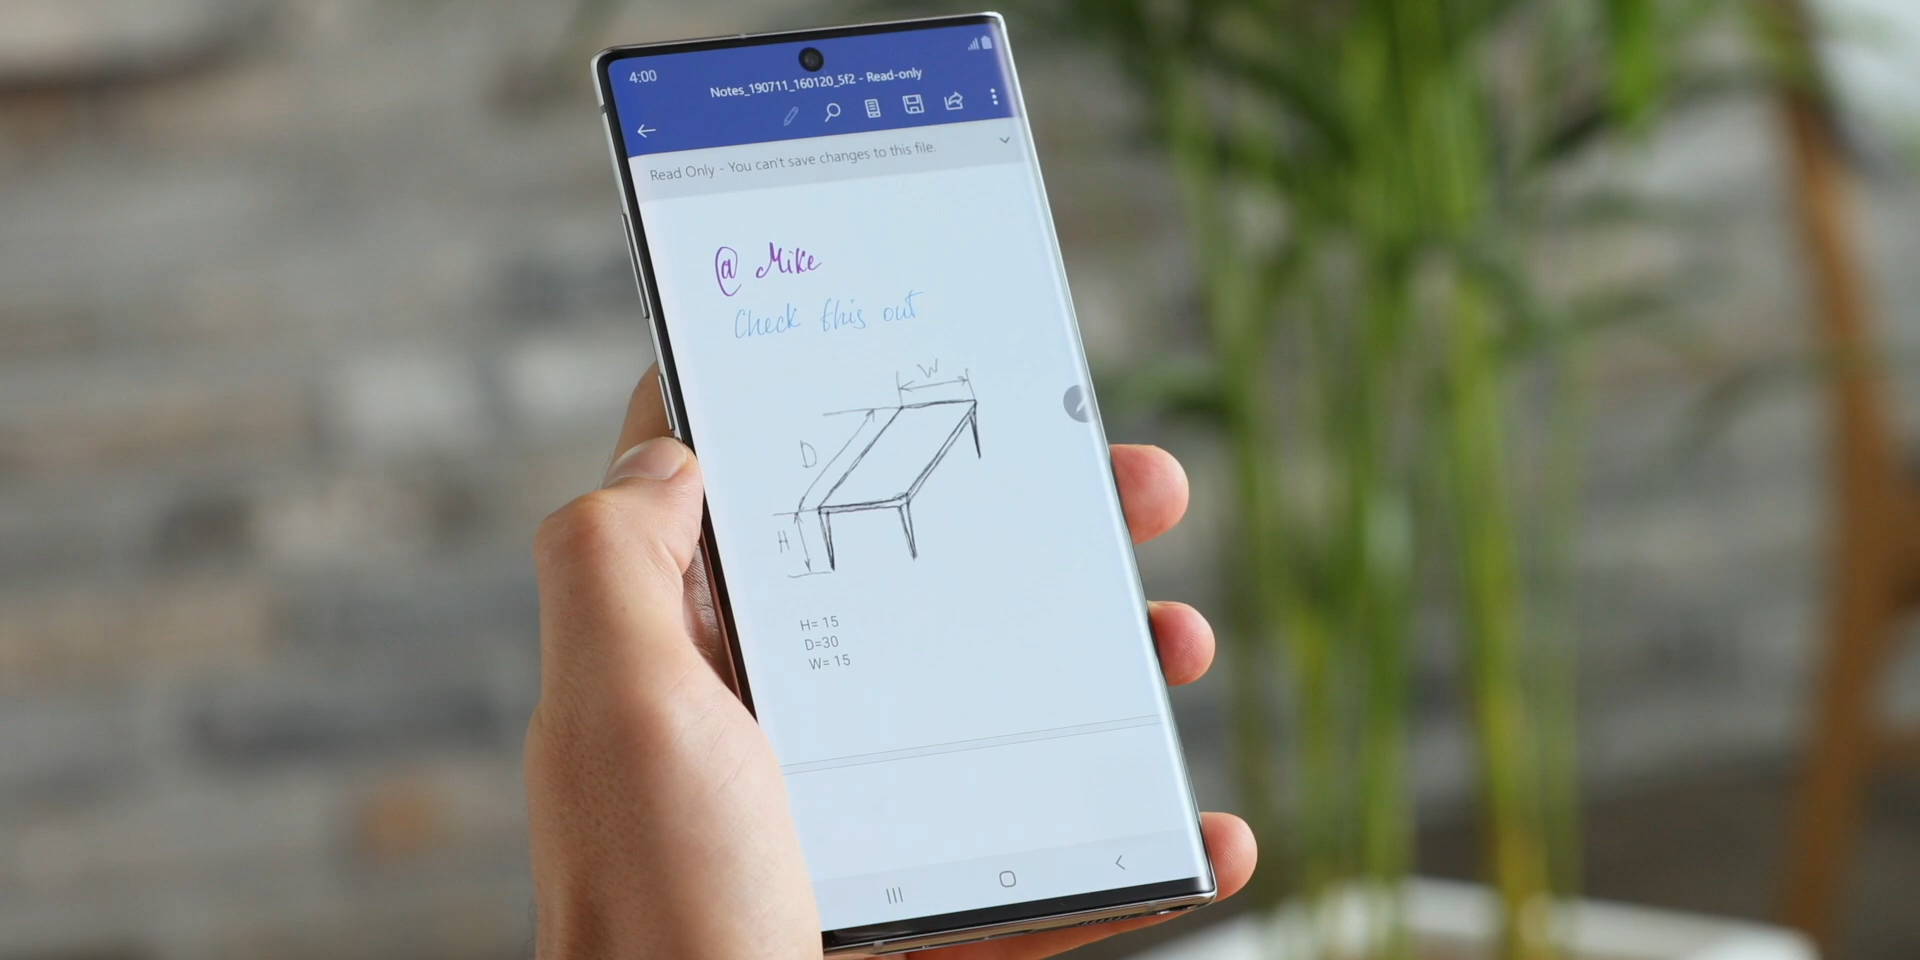 4:00
Notes_190711_160120_5f2 - Read-only
Read Only - You can't save changes to this file.
@ Mike
Check this out
W
D
H
H= 15
D=30
W= 15